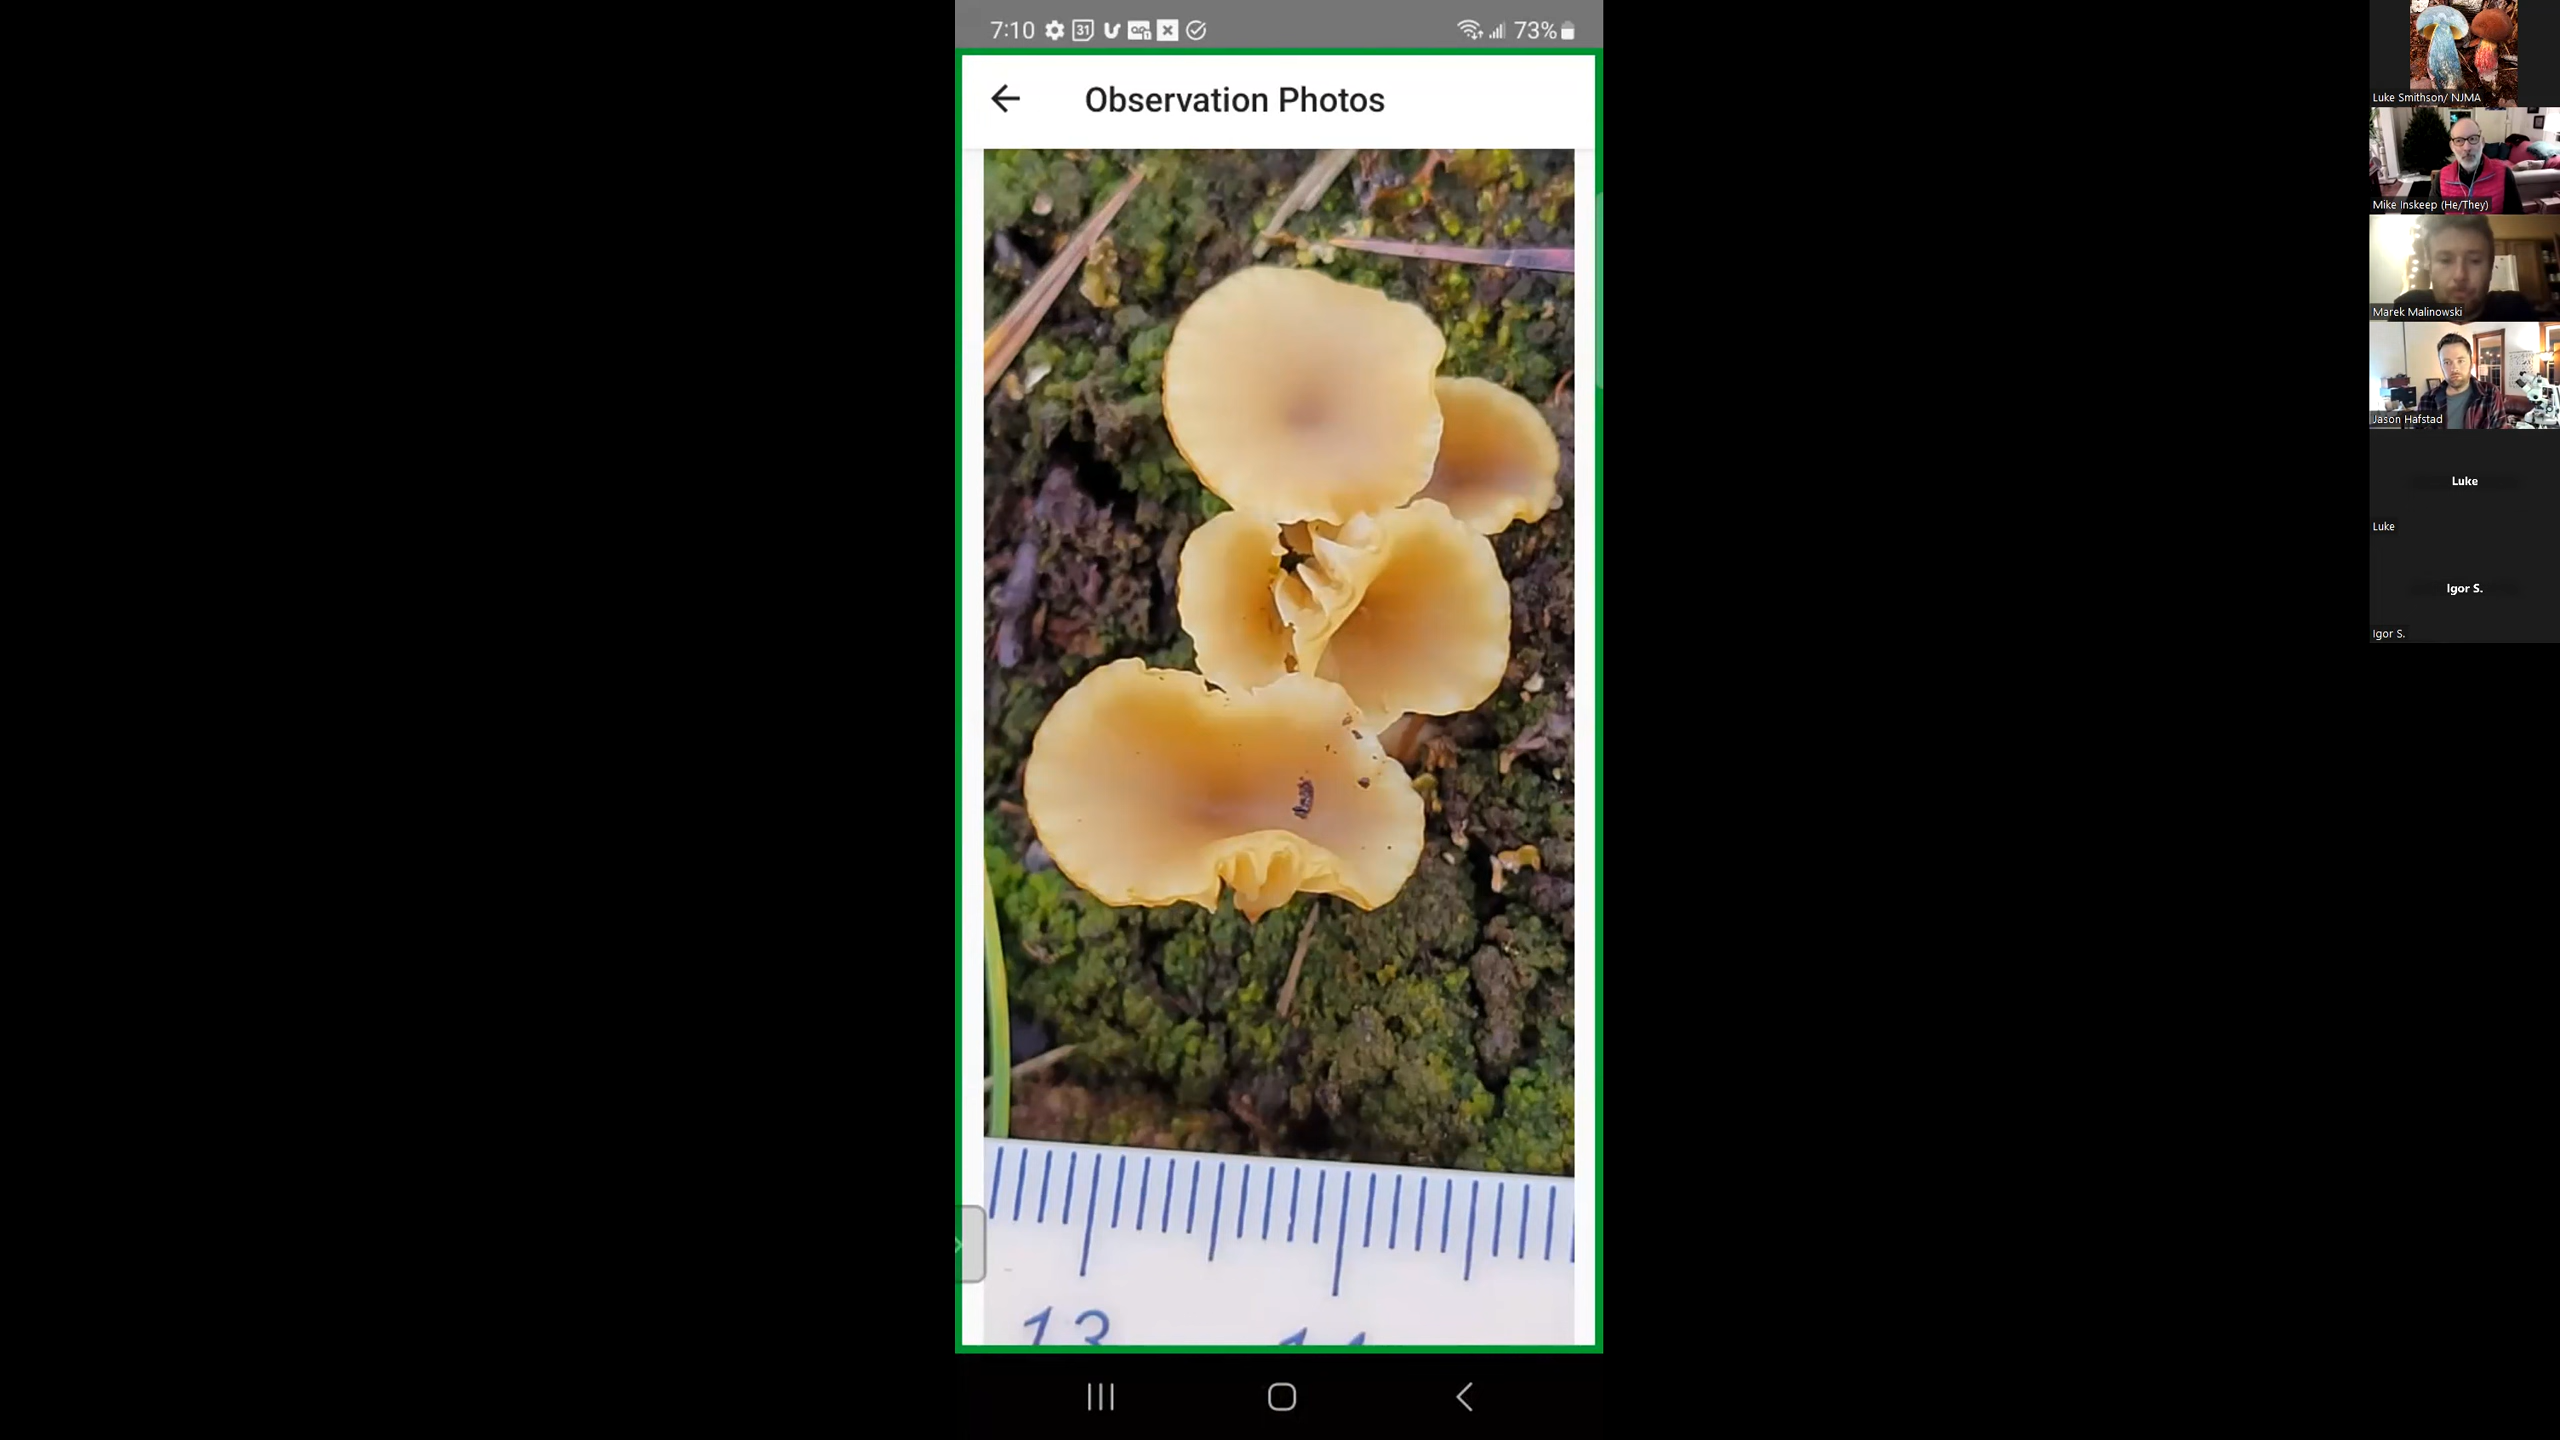 7:10
31
73%
Observation Photos
13
Luke Smithson/ NJMA
Mike Inskeep (He/They)
Marek Malinowski
Jason Hafstad
Luke
Luke
Igor S.
Igor S.